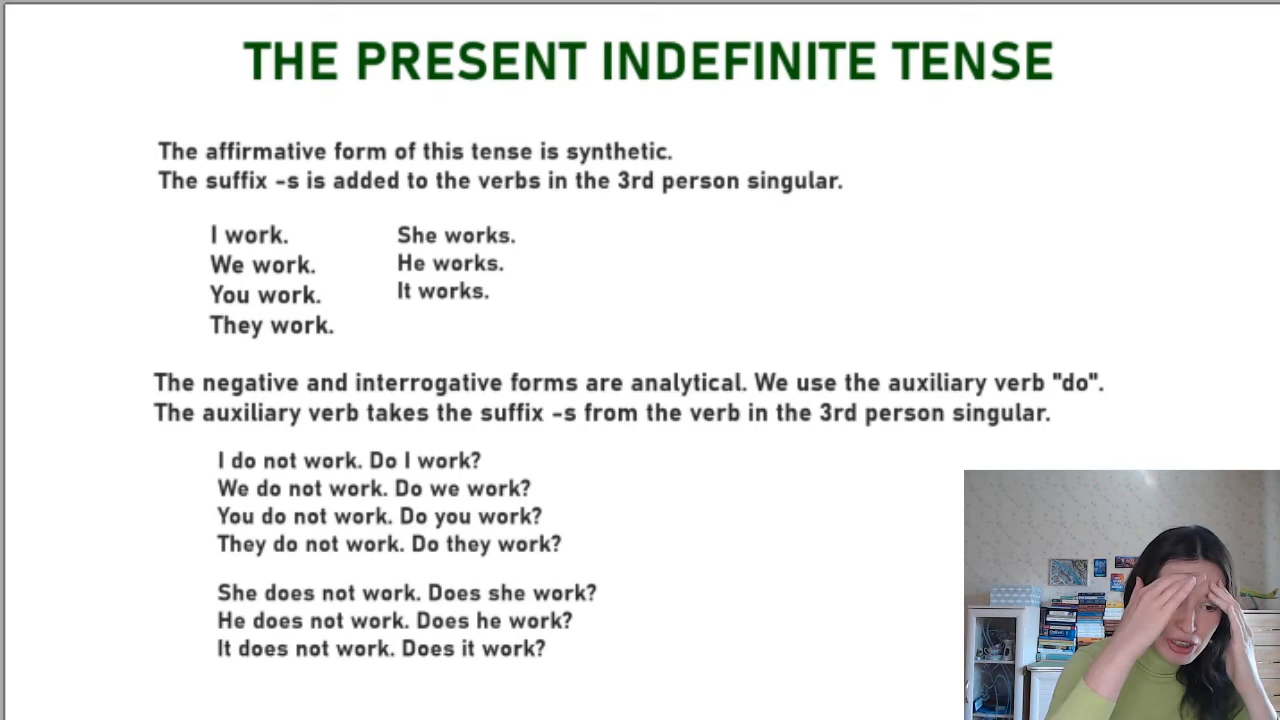 THE PRESENT INDEFINITE TENSE
The affirmative form of this tense is synthetic.
The suffix -s is added to the verbs in the 3rd person singular.
I work.
We work.
You work.
They work.
She works.
He works.
It works.
The negative and interrogative forms are analytical. We use the auxiliary verb "do".
The auxiliary verb takes the suffix -s from the verb in the 3rd person singular.
I do not work. Do I work?
We do not work. Do we work?
You do not work. Do you work?
They do not work. Do they work?
She does not work. Does she work?
He does not work. Does he work?
It does not work. Does it work?